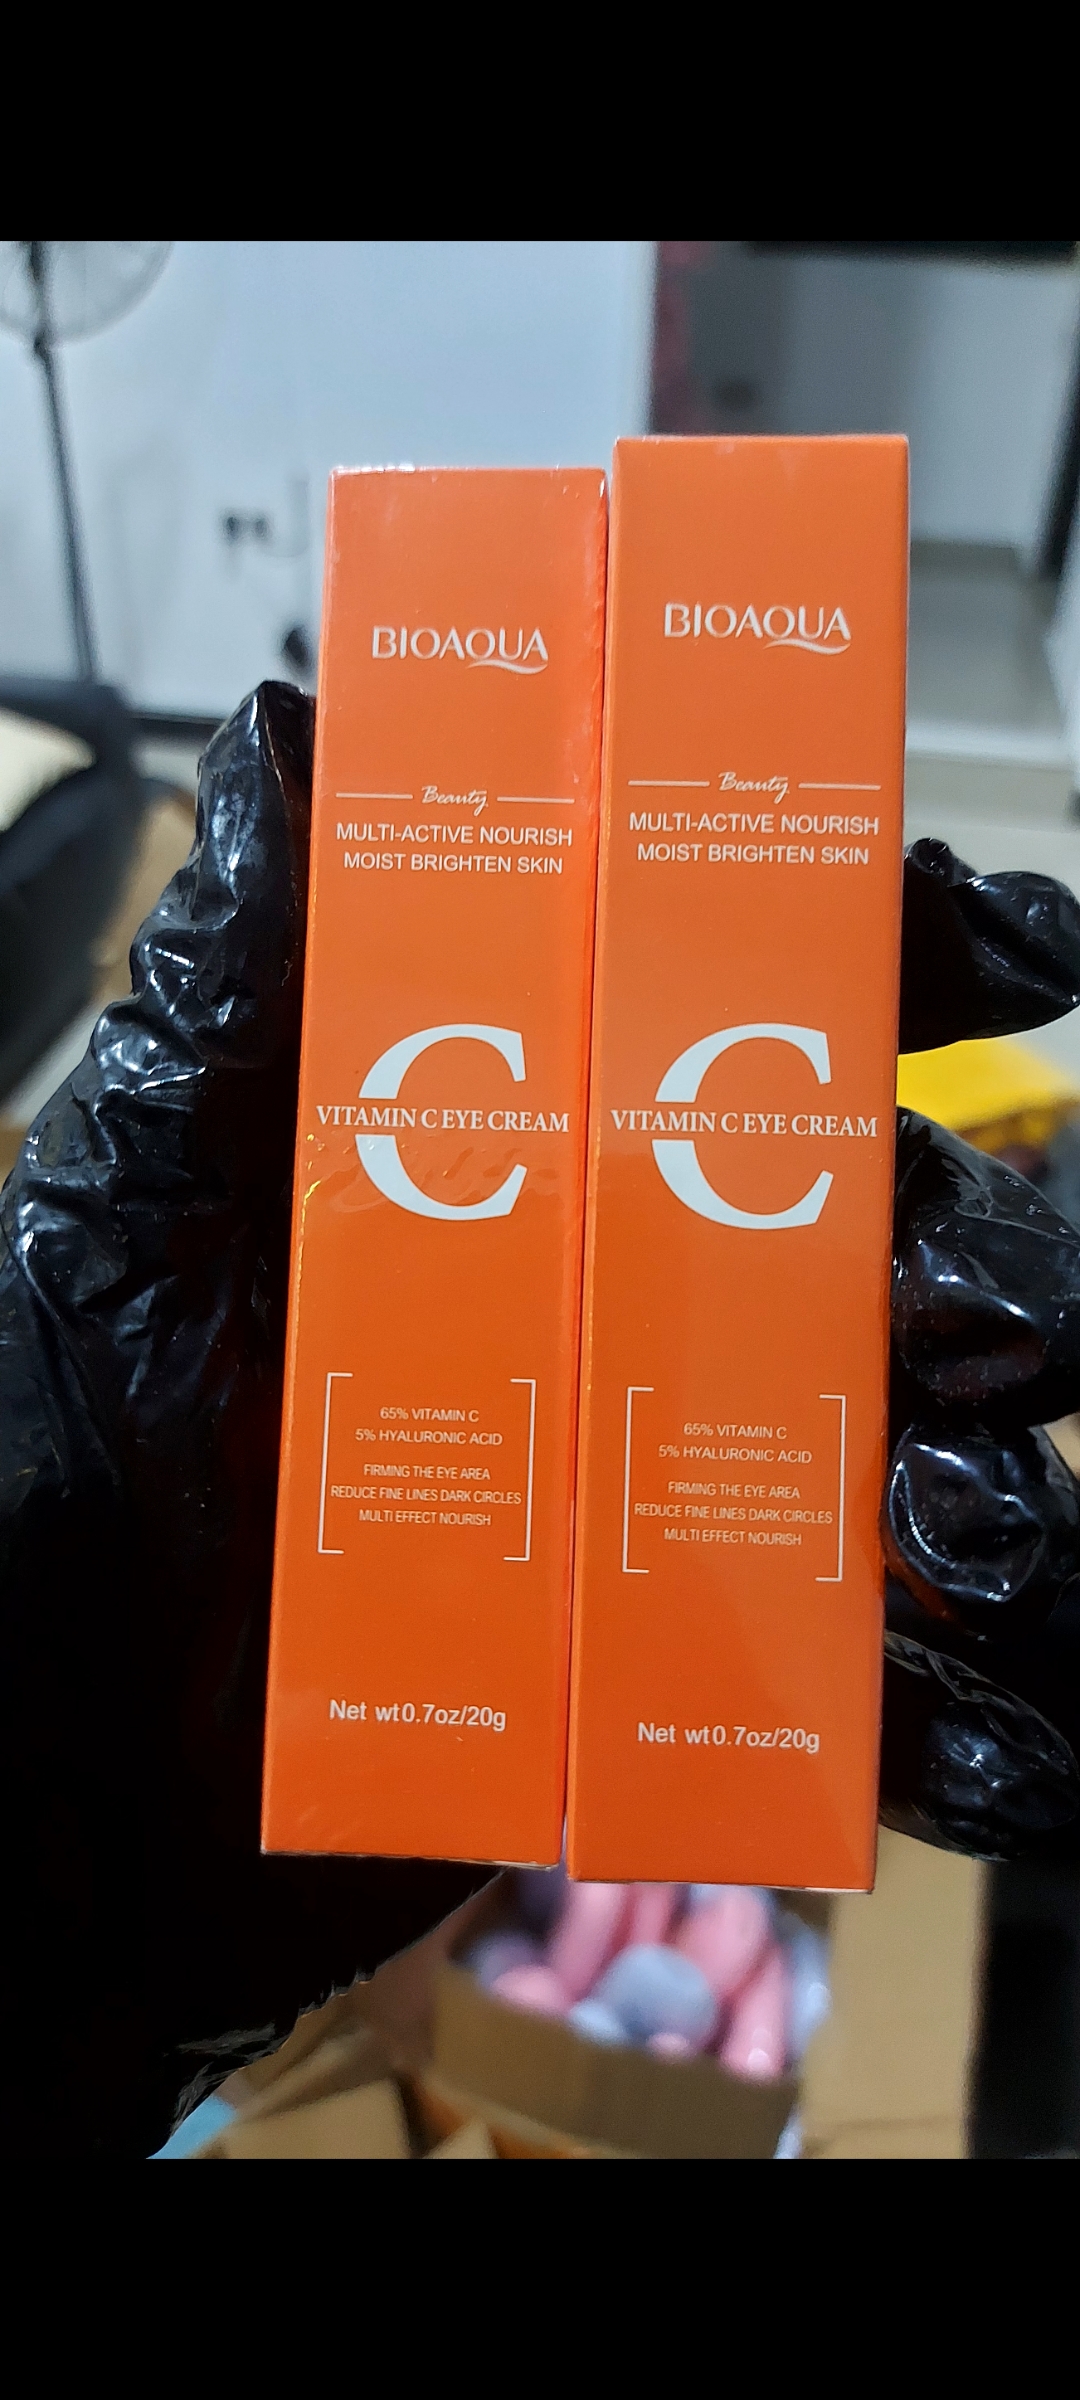 BIOAQUA
Beauty
MULTI-ACTIVE NOURISH
MOIST BRIGHTEN SKIN
VITAMIN C EYE CREAM
C
65% VITAMIN C
5% HYALURONIC ACID
FIRMING THE EYE AREA
REDUCE FINE LINES DARK CIRCLES
MULTI EFFECT NOURISH
Net wt0.7oz/20g
BIOAQUA
Beauty
MULTI-ACTIVE NOURISH
MOIST BRIGHTEN SKIN
VITAMIN C EYE CREAM
C
65% VITAMIN C
5% HYALURONIC ACID
FIRMING THE EYE AREA
REDUCE FINE LINES DARK CIRCLES
MULTI EFFECT NOURISH
Net wt0.7oz/20g